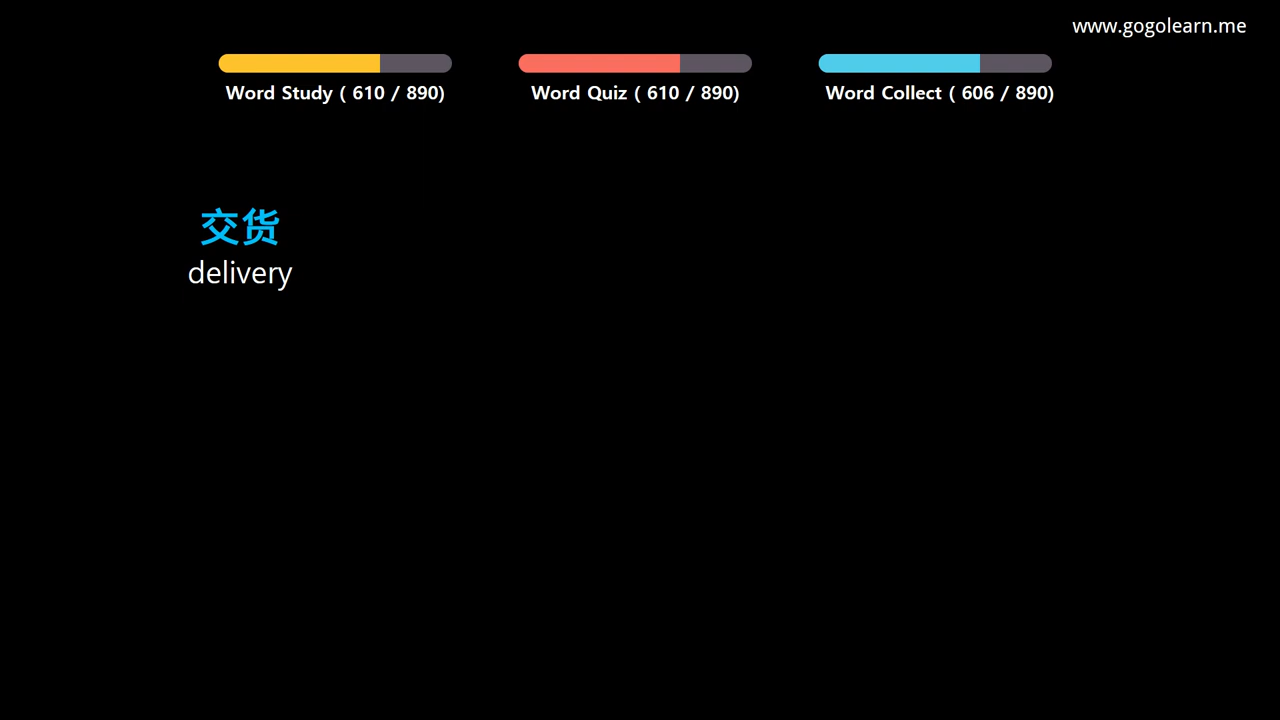 www.gogolearn.me
Word Study ( 610 / 890)
Word Quiz ( 610 / 890)
Word Collect ( 606 / 890)
交货
delivery